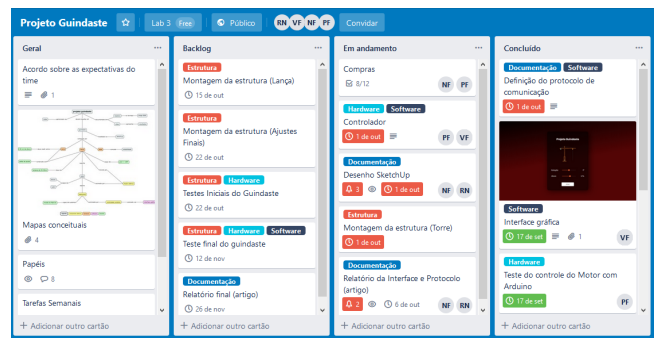 Projeto Guindaste
Lab 3 Free
Público
RN VF NF PF
Convidar
Geral
Acordo sobre as expectativas do
time
1
Mapas conceituais
4
Papéis
8
Tarefas Semanais
+ Adicionar outro cartão
Backlog
Estrutura
Montagem da estrutura (Lança)
15 de out
Estrutura
Montagem da estrutura (Ajustes
Finais)
22 de out
Estrutura Hardware
Testes Iniciais do Guindaste
22 de out
Estrutura Hardware Software
Teste final do guindaste
12 de nov
Documentação
Relatório final (artigo)
26 de nov
+ Adicionar outro cartão
Em andamento
Compras
8/12
NF PF
Hardware Software
Controlador
1 de out
PF VF
Documentação
Desenho SketchUp
3
1 de out
NF RN
Estrutura
Montagem da estrutura (Torre)
1 de out
Documentação
Relatório da Interface e Protocolo
(artigo)
2
6 de out
NF RN
+ Adicionar outro cartão
Concluído
Documentação Software
Definição do protocolo de
comunicação
1 de out
Projeto Guindaste
Software
Interface gráfica
17 de set
1
VF
Hardware
Teste do controle do Motor com
Arduino
17 de set
PF
+ Adicionar outro cartão